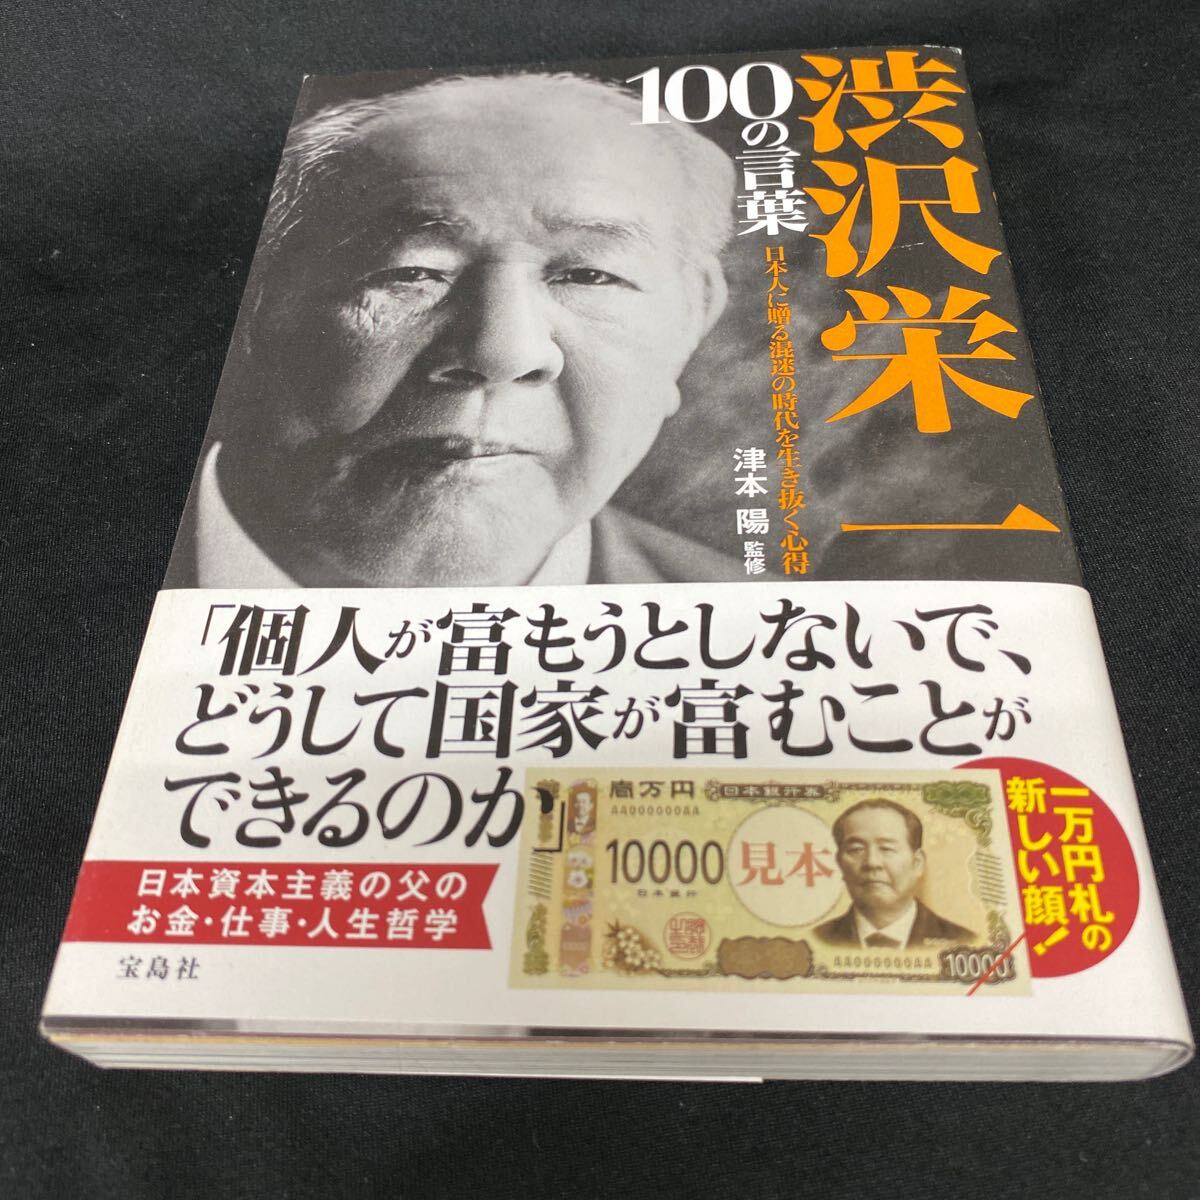 渋沢栄一
100の言葉
日本人に贈る混迷の時代を生き抜く心得
津本 陽 監修
「個人が富もうとしないで、
どうして国家が富むことが
できるのか」
一万円札の
新しい顔!
日本資本主義の父の
お金・仕事・人生哲学
宝島社
壱万円
日本銀行券
AA0000000AA
10000
見本
日本銀行
AA0000000AA
10000